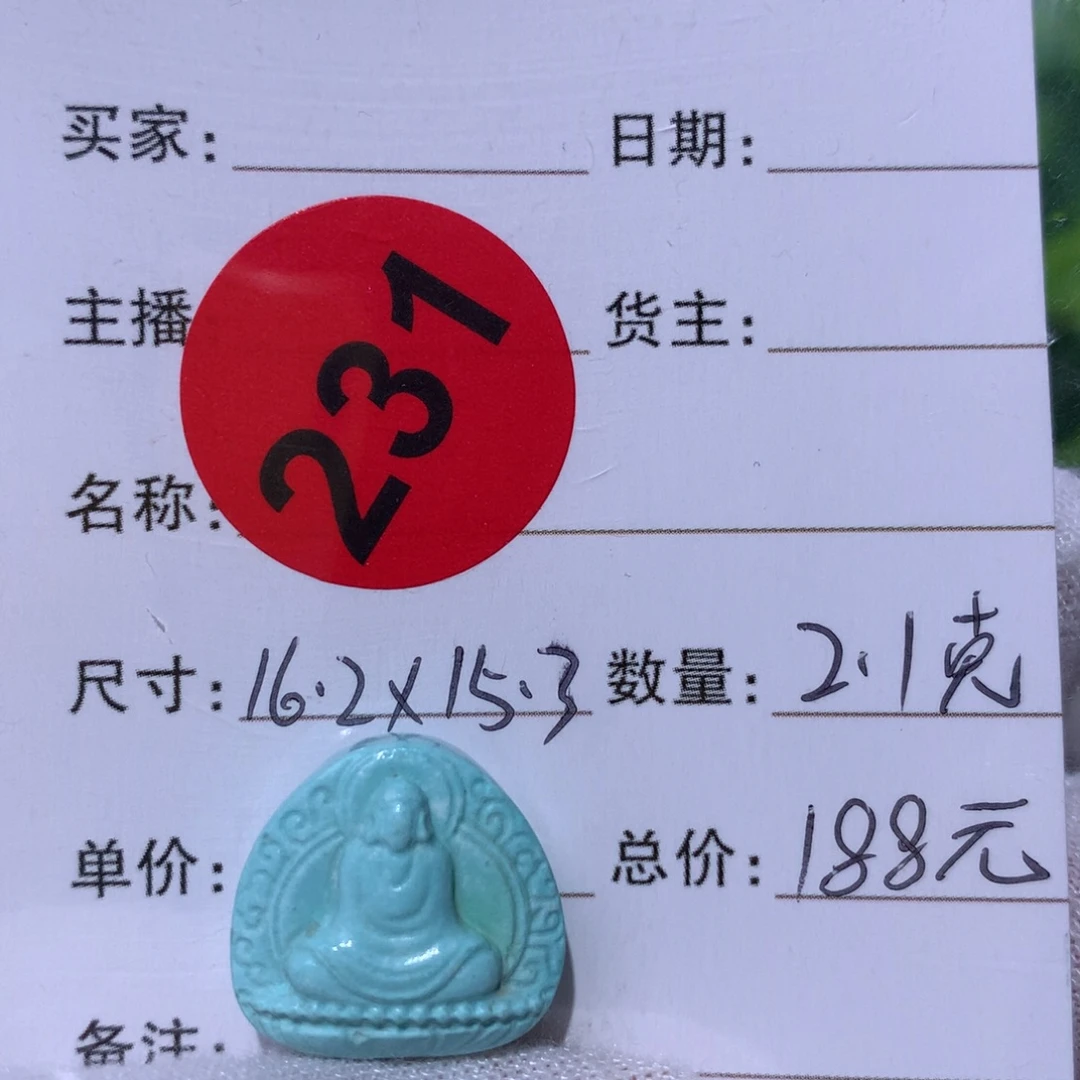 买家： 日期：
主播 货主：
231
名称：
尺寸：16.2x15.3 数量：2.1克
单价： 总价：188元
备注：